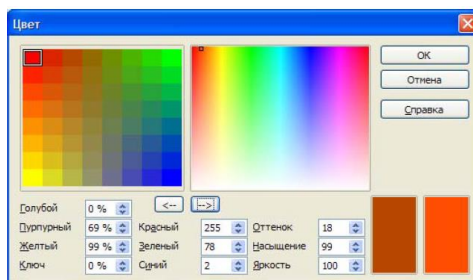 Цвет
ОК
Отмена
Справка
<-- -->
Голубой 0 %
Пурпурный 69 % Красный 255 Оттенок 18
Желтый 99 % Зеленый 78 Насыщение 99
Ключ 0 % Синий 2 Яркость 100